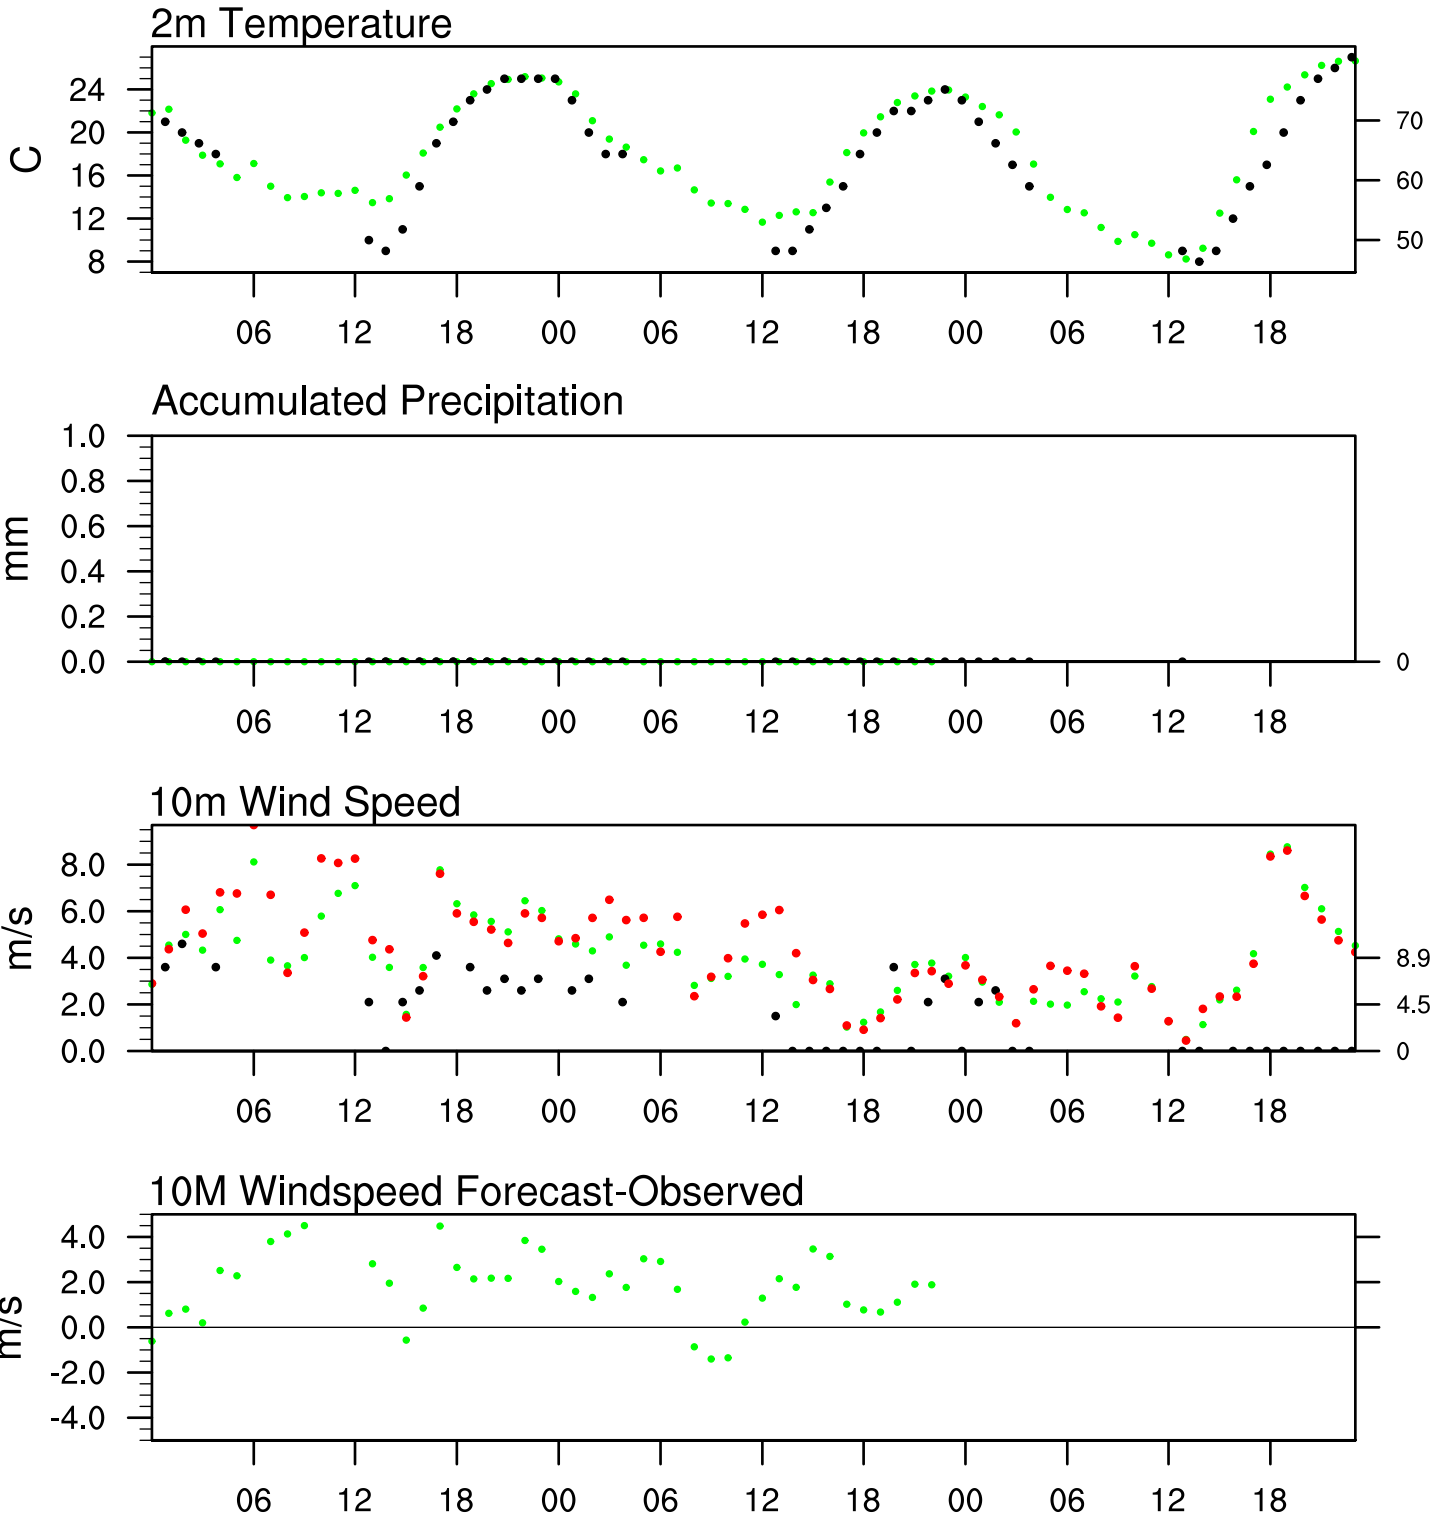 2m Temperature
C
24
20
16
12
8
70
60
50
06 12 18 00 06 12 18 00 06 12 18
Accumulated Precipitation
mm
1.0
0.8
0.6
0.4
0.2
0.0
0
06 12 18 00 06 12 18 00 06 12 18
10m Wind Speed
m/s
8.0
6.0
4.0
2.0
0.0
8.9
4.5
0
06 12 18 00 06 12 18 00 06 12 18
10M Windspeed Forecast-Observed
m/s
4.0
2.0
0.0
-2.0
-4.0
06 12 18 00 06 12 18 00 06 12 18